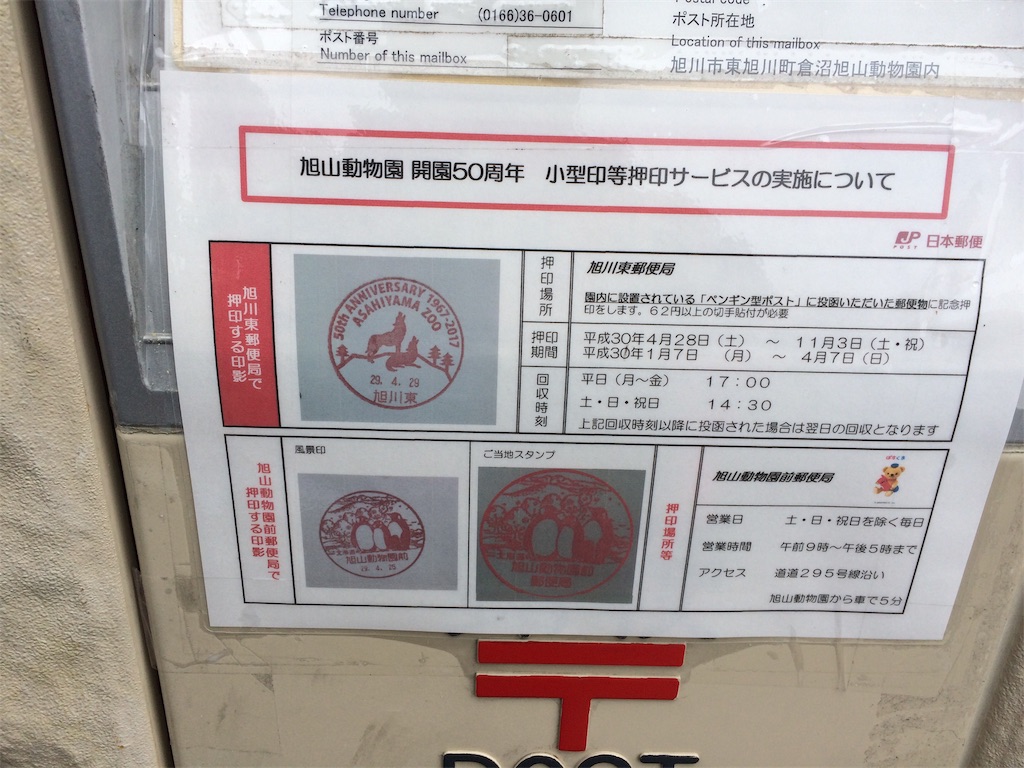 Telephone number (0166)36-0601
ポスト番号
Number of this mailbox
Postal code
ポスト所在地
Location of this mailbox
旭川市東旭川町倉沼旭山動物園内
旭山動物園 開園50周年 小型印等押印サービスの実施について
JP POST 日本郵便
旭川東郵便局で
押印する印影
50th ANNIVERSARY 1967-2017
ASAHIYAMA ZOO
29.4.29
旭川東
押印場所
旭川東郵便局
園内に設置されている「ペンギン型ポスト」に投函いただいた郵便物に記念押
印をします。62円以上の切手貼付が必要
押印期間
平成30年4月28日(土) ~ 11月3日(土・祝)
平成30年1月7日 (月) ~ 4月7日(日)
回収時刻
平日(月~金) 17:00
土・日・祝日 14:30
上記回収時刻以降に投函された場合は翌日の回収となります
旭山動物園前郵便局で
押印する印影
風景印
旭山動物園前
ご当地スタンプ
旭山動物園前
郵便局
押印場所等
旭山動物園前郵便局
営業日 土・日・祝日を除く毎日
営業時間 午前9時~午後5時まで
アクセス 道道295号線沿い
旭山動物園から車で5分
POST